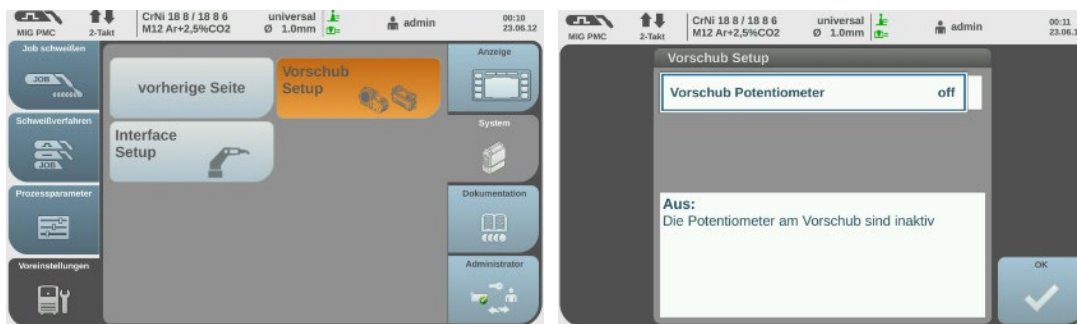 MIG PMC
2-Takt
CrNi 18 8 / 18 8 6
M12 Ar+2,5%CO2
universal
Ø 1.0mm
admin
00:10
23.06.12
Job schweißen
JOB
Schweißverfahren
JOB
Prozessparameter
Voreinstellungen
vorherige Seite
Vorschub
Setup
Interface
Setup
Anzeige
System
Dokumentation
Administrator
MIG PMC
2-Takt
CrNi 18 8 / 18 8 6
M12 Ar+2,5%CO2
universal
Ø 1.0mm
admin
00:11
23.06.1
Vorschub Setup
Vorschub Potentiometer off
Aus:
Die Potentiometer am Vorschub sind inaktiv
OK